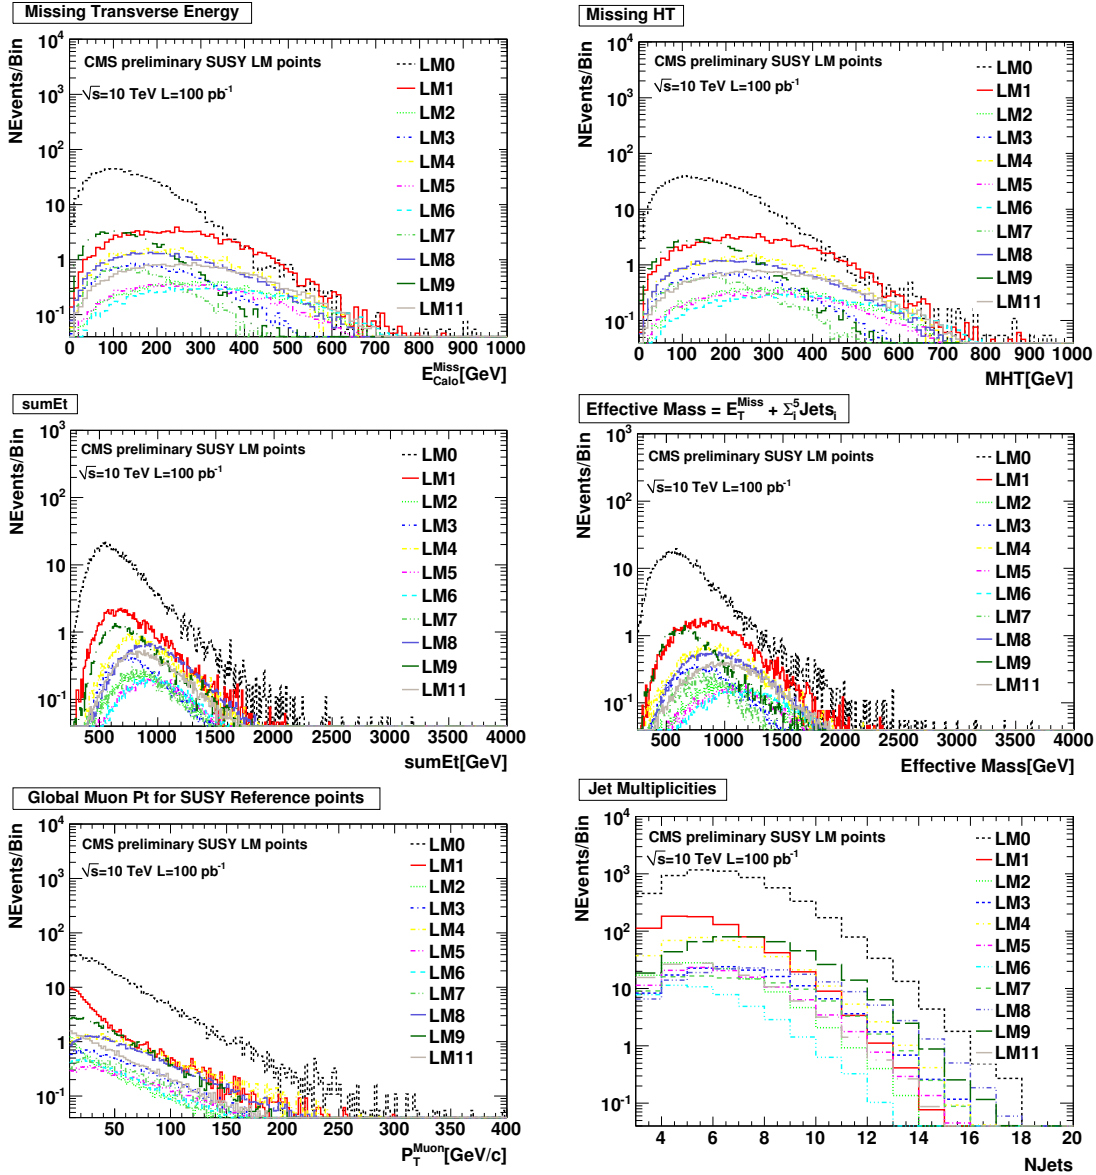 Missing Transverse Energy
NEvents/Bin
10⁴
10³
10²
10
1
10⁻¹
CMS preliminary SUSY LM points
√s=10 TeV L=100 pb⁻¹
LM0
LM1
LM2
LM3
LM4
LM5
LM6
LM7
LM8
LM9
LM11
0 100 200 300 400 500 600 700 800 900 1000
E_Calo^Miss[GeV]
Missing HT
NEvents/Bin
10⁴
10³
10²
10
1
10⁻¹
CMS preliminary SUSY LM points
√s=10 TeV L=100 pb⁻¹
LM0
LM1
LM2
LM3
LM4
LM5
LM6
LM7
LM8
LM9
LM11
0 100 200 300 400 500 600 700 800 900 1000
MHT[GeV]
sumEt
NEvents/Bin
10³
10²
10
1
10⁻¹
CMS preliminary SUSY LM points
√s=10 TeV L=100 pb⁻¹
LM0
LM1
LM2
LM3
LM4
LM5
LM6
LM7
LM8
LM9
LM11
500 1000 1500 2000 2500 3000 3500 4000
sumEt[GeV]
Effective Mass = E_T^Miss + Σ_i^5 Jets_i
NEvents/Bin
10³
10²
10
1
10⁻¹
CMS preliminary SUSY LM points
√s=10 TeV L=100 pb⁻¹
LM0
LM1
LM2
LM3
LM4
LM5
LM6
LM7
LM8
LM9
LM11
500 1000 1500 2000 2500 3000 3500 4000
Effective Mass[GeV]
Global Muon Pt for SUSY Reference points
NEvents/Bin
10⁴
10³
10²
10
1
10⁻¹
CMS preliminary SUSY LM points
√s=10 TeV L=100 pb⁻¹
LM0
LM1
LM2
LM3
LM4
LM5
LM6
LM7
LM8
LM9
LM11
50 100 150 200 250 300 350 400
P_T^Muon[GeV/c]
Jet Multiplicities
NEvents/Bin
10⁴
10³
10²
10
1
10⁻¹
CMS preliminary SUSY LM points
√s=10 TeV L=100 pb⁻¹
LM0
LM1
LM2
LM3
LM4
LM5
LM6
LM7
LM8
LM9
LM11
4 6 8 10 12 14 16 18 20
NJets